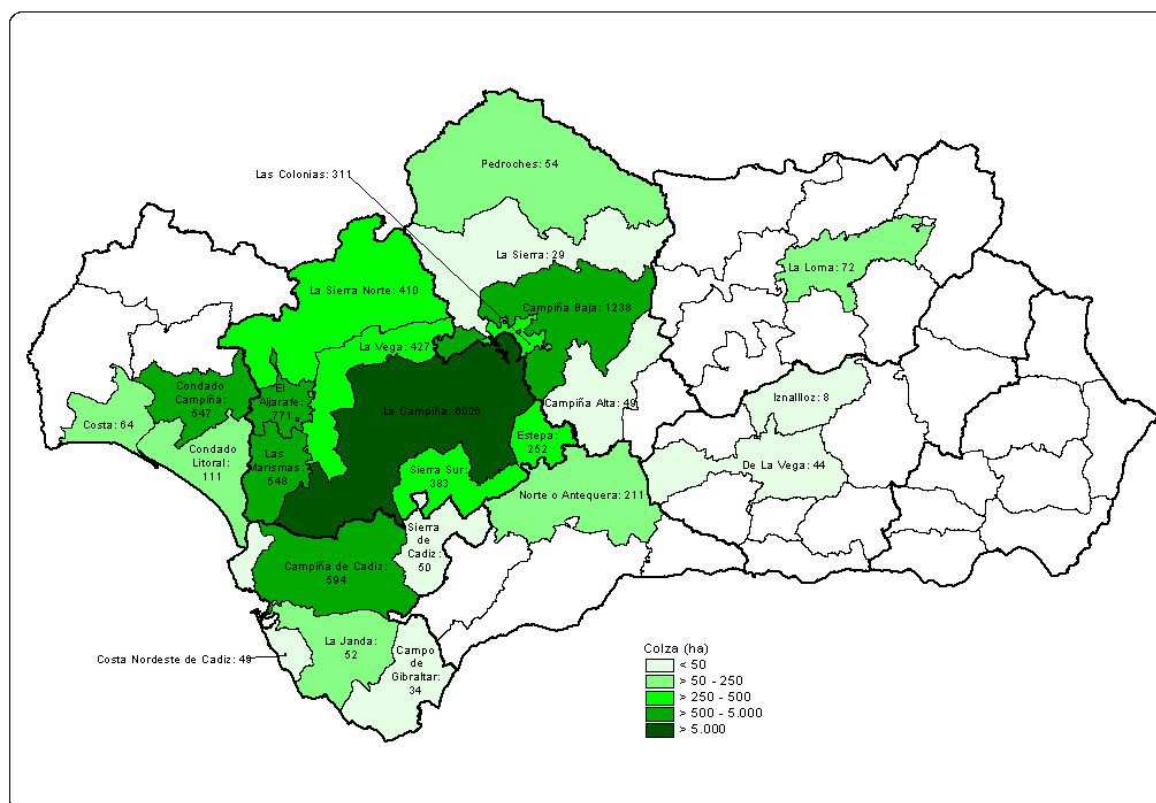 Pedroches: 54
Las Colonias: 311
La Sierra: 29
La Loma: 72
La Sierra Norte: 410
Campiña Baja: 1238
La Vega: 427
Condado
Campiña:
547
El
Aljarafe:
771
La Campiña:
Campiña Alta: 49
Iznalloz: 8
Costa: 64
Condado
Litoral:
111
Las
Marismas:
548
Estepa:
252
Sierra Sur:
383
De La Vega: 44
Norte o Antequera: 211
Sierra
de
Cadiz:
50
Campiña de Cadiz:
594
La Janda:
52
Costa Nordeste de Cadiz: 49
Campo
de
Gibraltar:
34
Colza (ha)
< 50
> 50 - 250
> 250 - 500
> 500 - 5.000
> 5.000